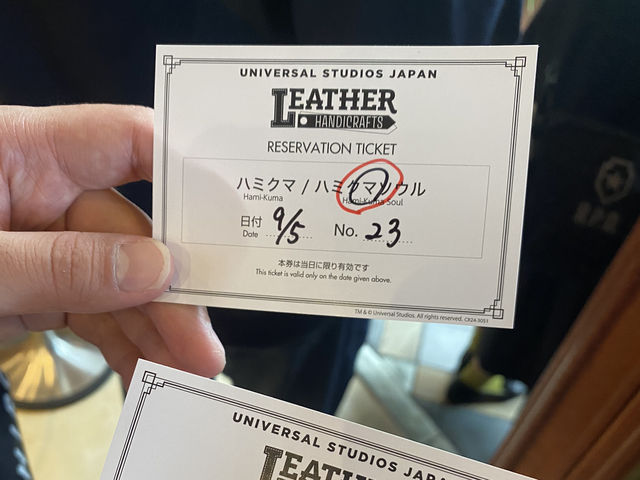 UNIVERSAL STUDIOS JAPAN
LEATHER
HANDICRAFTS
RESERVATION TICKET
ハミクマ / ハミクマソウル
Hami-Kuma Hami-Kuma Soul
日付 9/5 No. 23
Date
本券は当日に限り有効です
This ticket is valid only on the date given above.
TM & © Universal Studios. All rights reserved. CR24-3051
UNIVERSAL STUDIOS JAPA
LEATHE